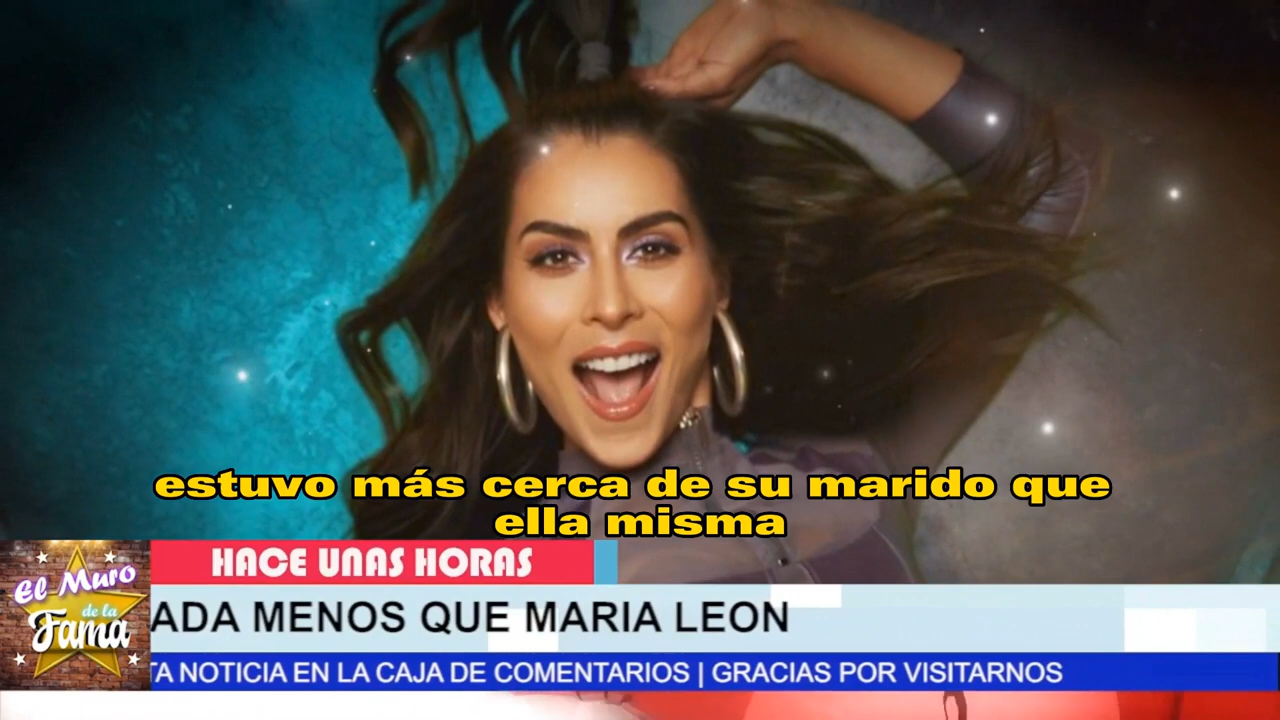 estuvo más cerca de su marido que
ella misma
HACE UNAS HORAS
El Muro
de la
Fama
ADA MENOS QUE MARIA LEON
TA NOTICIA EN LA CAJA DE COMENTARIOS | GRACIAS POR VISITARNOS